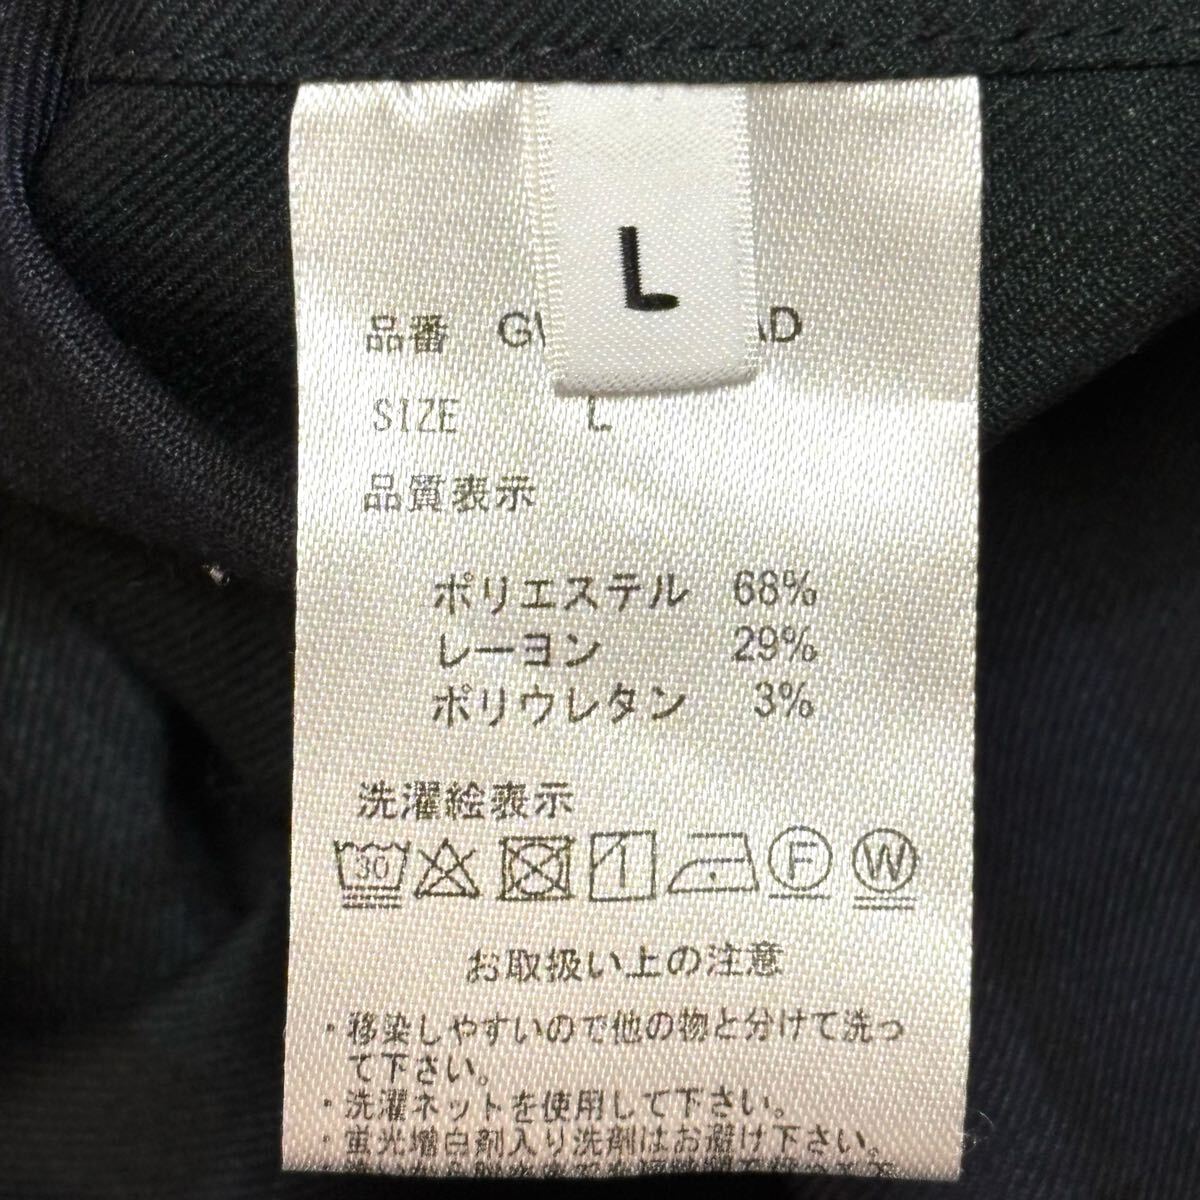 L
品番 GW AD
SIZE L
品質表示
ポリエステル 68%
レーヨン 29%
ポリウレタン 3%
洗濯絵表示
30 1 F W
お取扱い上の注意
・移染しやすいので他の物と分けて洗っ
て下さい。
・洗濯ネットを使用して下さい。
・蛍光増白剤入り洗剤はお避け下さい。